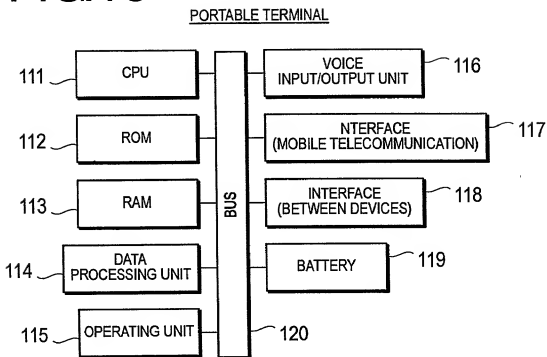 PORTABLE TERMINAL
111
CPU
112
ROM
113
RAM
114
DATA
PROCESSING UNIT
115
OPERATING UNIT
BUS
120
VOICE
INPUT/OUTPUT UNIT
116
NTERFACE
(MOBILE TELECOMMUNICATION)
117
INTERFACE
(BETWEEN DEVICES)
118
BATTERY
119